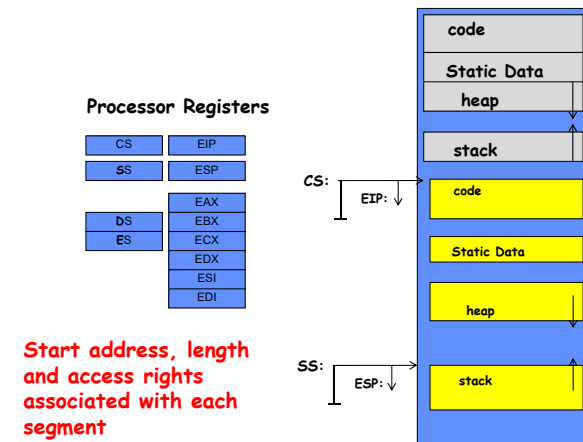 Processor Registers
CS EIP
SS ESP
EAX
DS EBX
ES ECX
EDX
ESI
EDI
Start address, length
and access rights
associated with each
segment
code
Static Data
heap
stack
CS:
EIP:
code
Static Data
heap
SS:
ESP:
stack